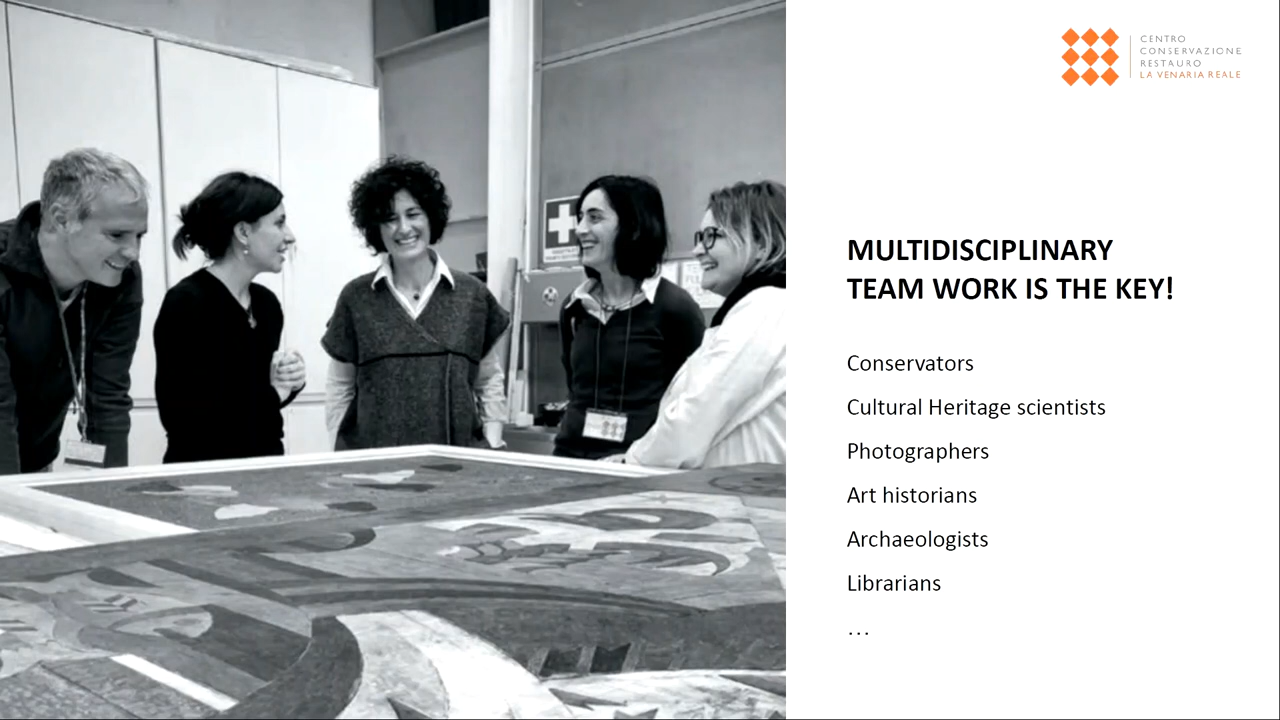 CENTRO
CONSERVAZIONE
RESTAURO
LA VENARIA REALE
MULTIDISCIPLINARY
TEAM WORK IS THE KEY!
Conservators
Cultural Heritage scientists
Photographers
Art historians
Archaeologists
Librarians
...